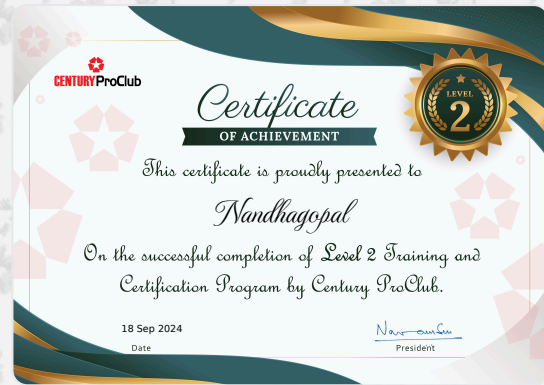 CENTURY ProClub
LEVEL
2
Certificate
OF ACHIEVEMENT
This certificate is proudly presented to
Nandhagopal
On the successful completion of Level 2 Training and
Certification Program by Century ProClub.
18 Sep 2024
Date
President